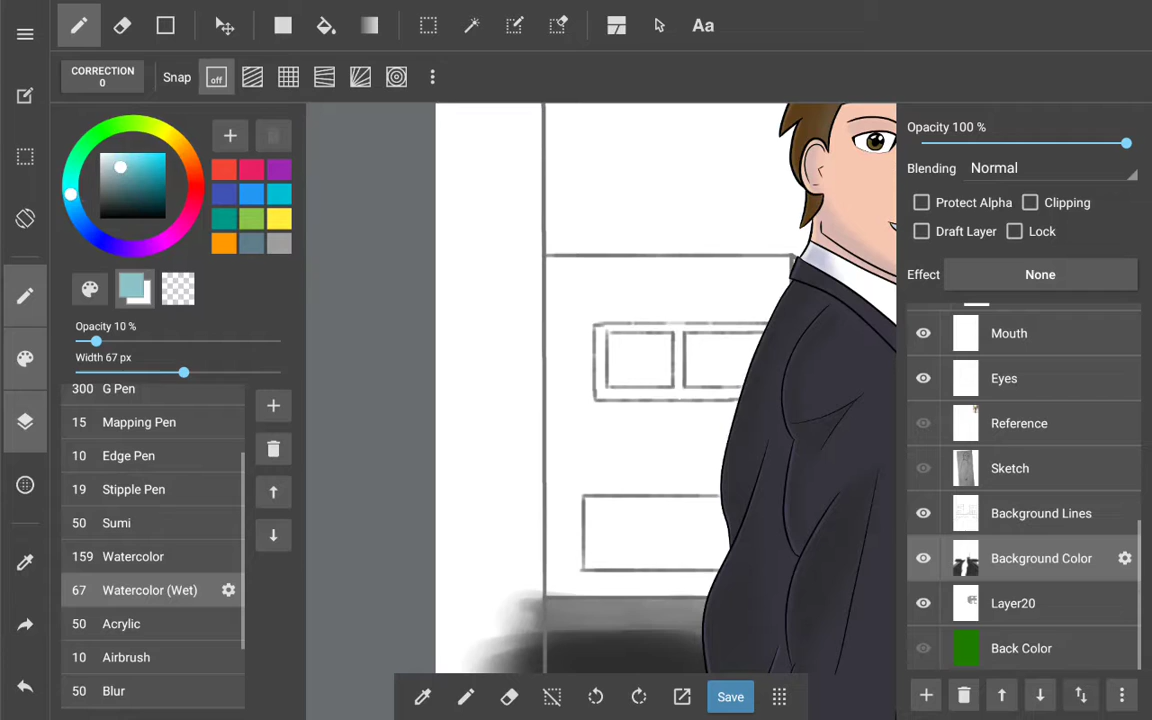 Aa
CORRECTION
0
Snap
off
Opacity 10 %
Width 67 px
300 G Pen
15 Mapping Pen
10 Edge Pen
19 Stipple Pen
50 Sumi
159 Watercolor
67 Watercolor (Wet)
50 Acrylic
10 Airbrush
50 Blur
Save
Opacity 100 %
Blending Normal
Protect Alpha Clipping
Draft Layer Lock
Effect None
Mouth
Eyes
Reference
Sketch
Background Lines
Background Color
Layer20
Back Color